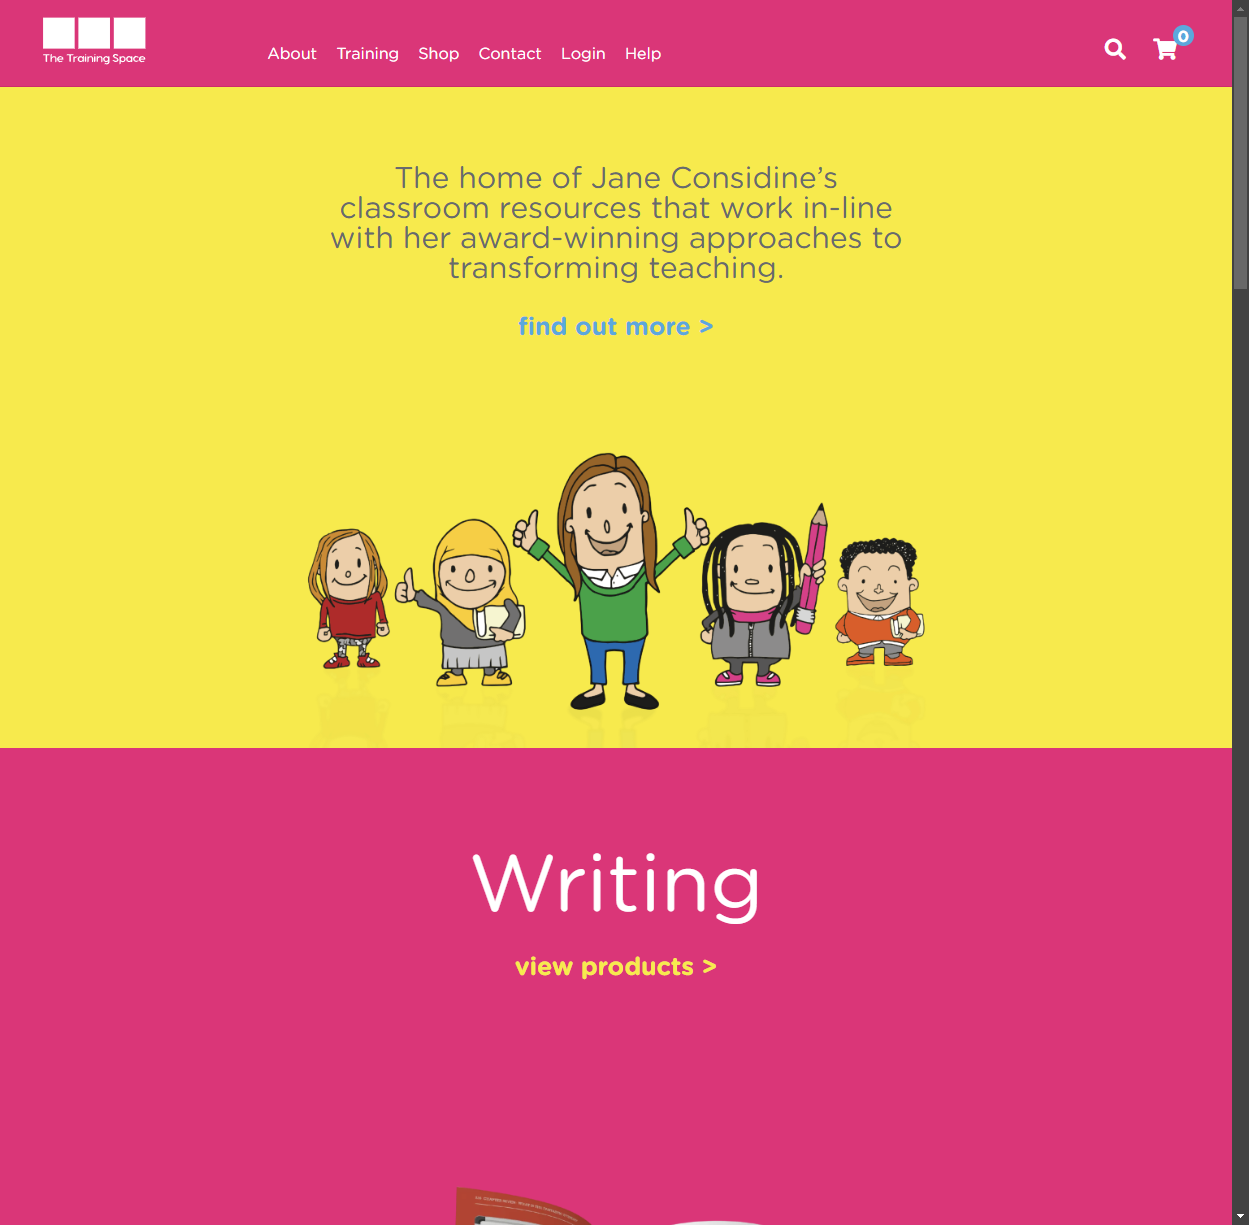 The Training Space
About Training Shop Contact Login Help
0
The home of Jane Considine’s
classroom resources that work in-line
with her award-winning approaches to
transforming teaching.
find out more >
Writing
view products >